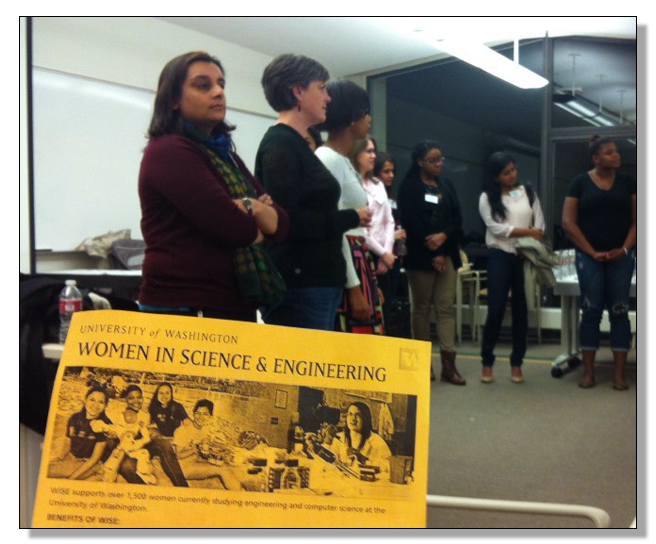 UNIVERSITY of WASHINGTON
WOMEN IN SCIENCE & ENGINEERING
WISE supports over 1,500 women currently studying engineering and computer science at the
University of Washington.
BENEFITS OF WISE: